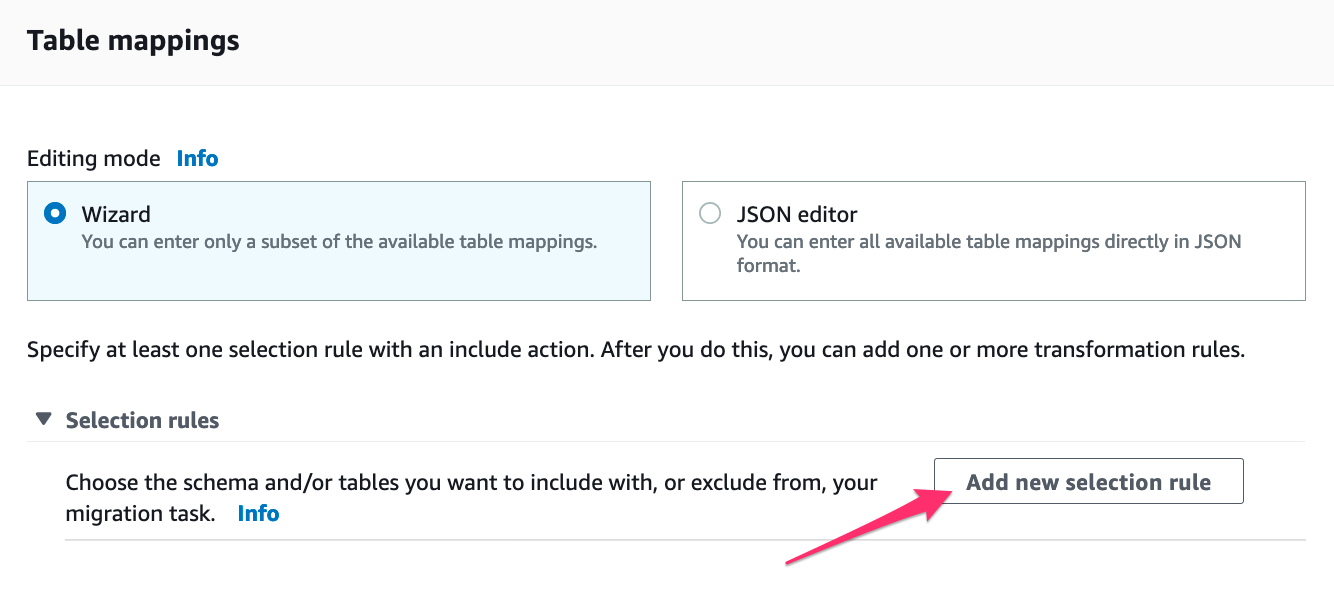 Table mappings
Editing mode Info
Wizard
You can enter only a subset of the available table mappings.
JSON editor
You can enter all available table mappings directly in JSON
format.
Specify at least one selection rule with an include action. After you do this, you can add one or more transformation rules.
Selection rules
Choose the schema and/or tables you want to include with, or exclude from, your
migration task. Info
Add new selection rule